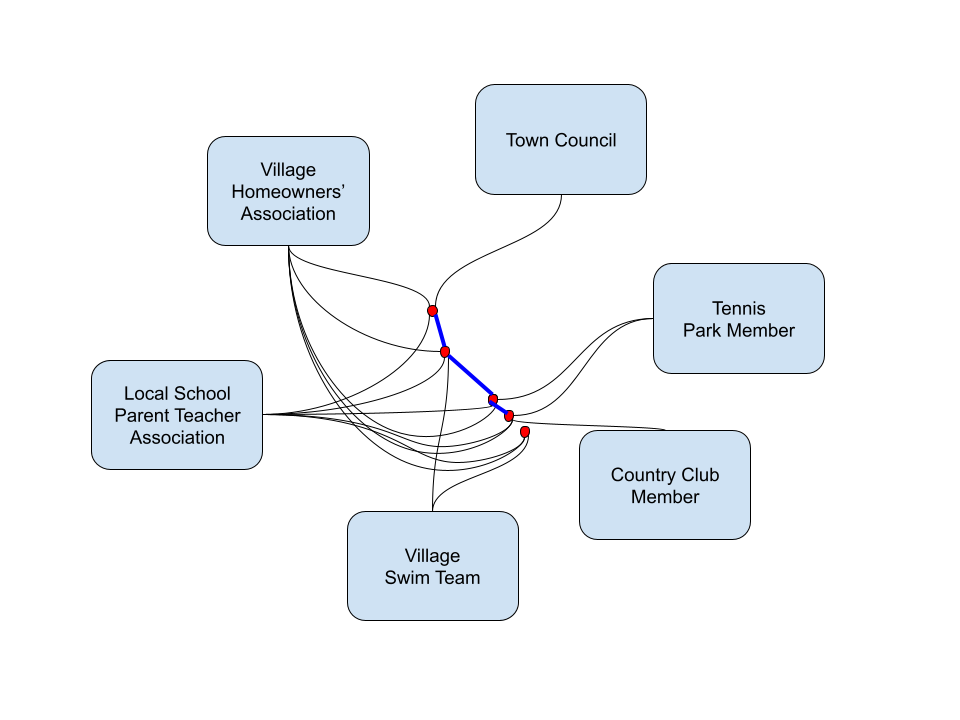 Town Council
Village
Homeowners’
Association
Tennis
Park Member
Local School
Parent Teacher
Association
Country Club
Member
Village
Swim Team